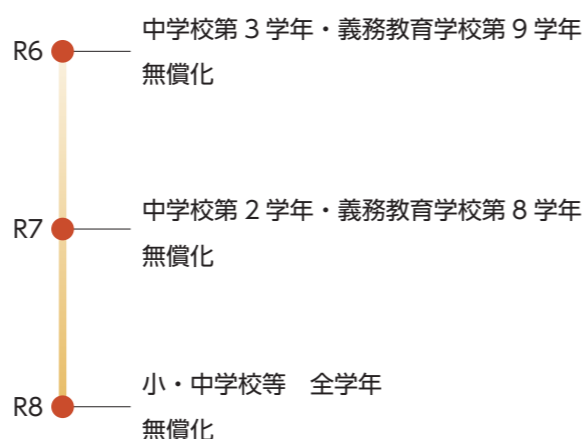 R6 中学校第3学年・義務教育学校第9学年
無償化
R7 中学校第2学年・義務教育学校第8学年
無償化
R8 小・中学校等　全学年
無償化